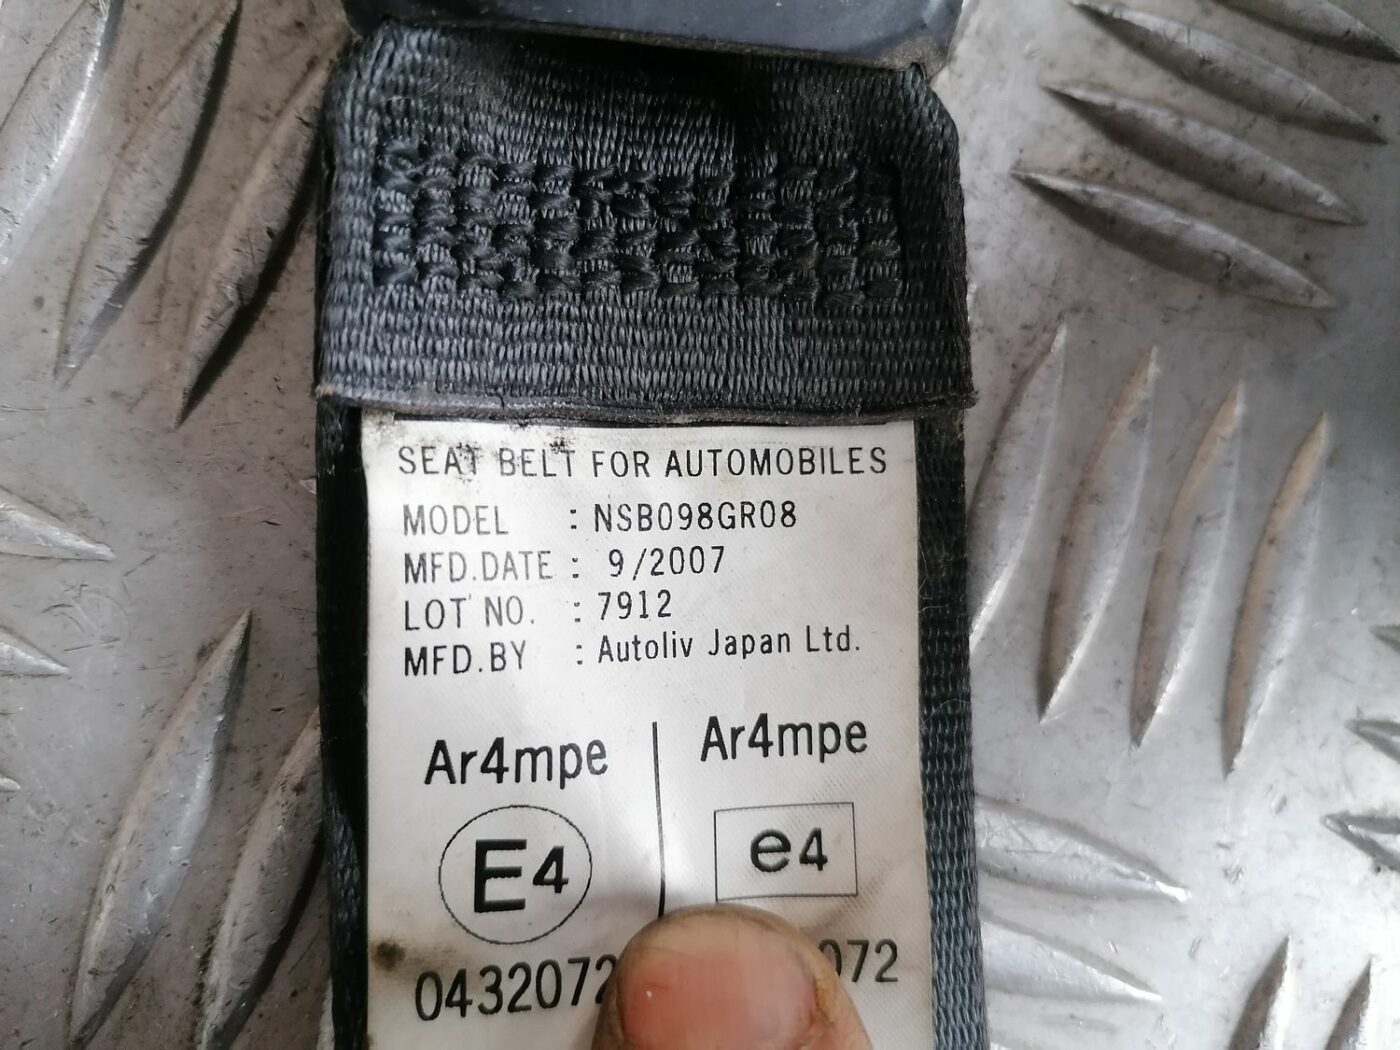 SEAT BELT FOR AUTOMOBILES
MODEL : NSB098GR08
MFD.DATE : 9/2007
LOT NO. : 7912
MFD.BY : Autoliv Japan Ltd.
Ar4mpe Ar4mpe
E4 e4
0432072 072